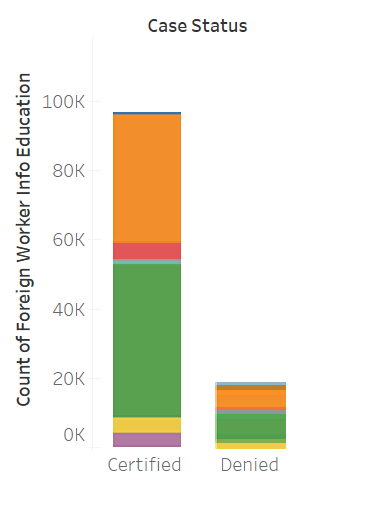 Case Status
Count of Foreign Worker Info Education
100K
80K
60K
40K
20K
0K
Certified
Denied